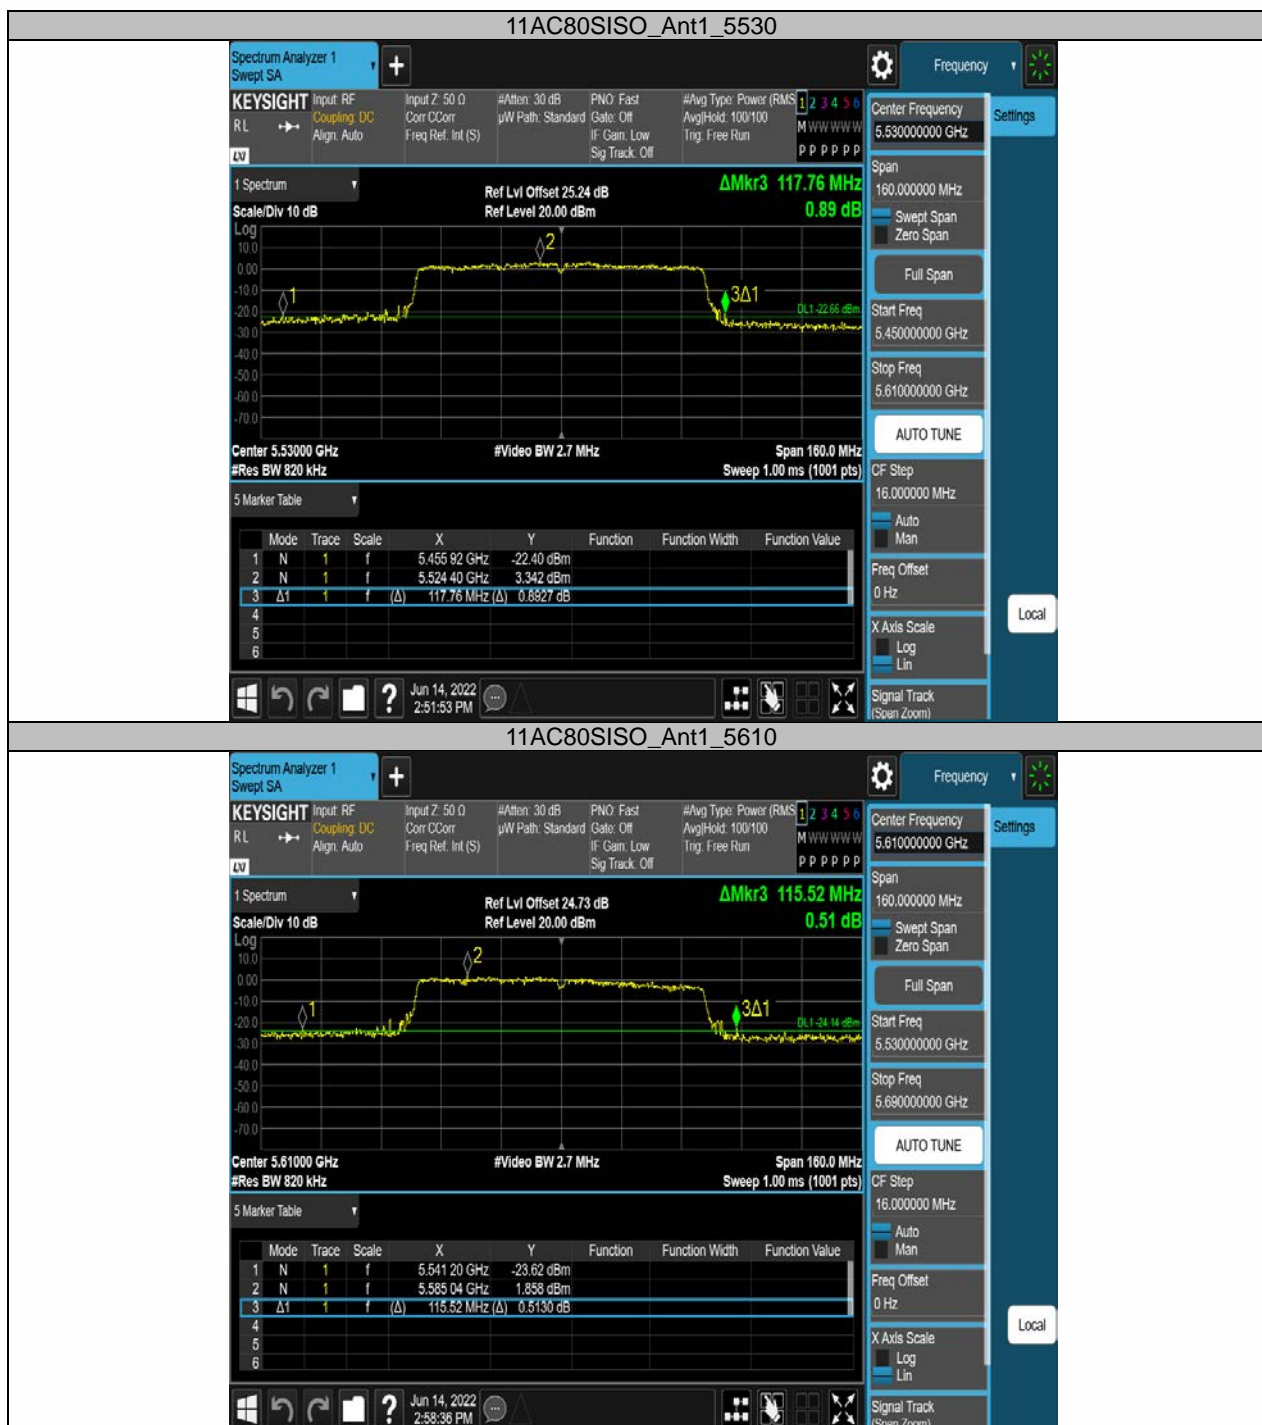 11AC80SISO_Ant1_5530
Spectrum Analyzer 1
Swept SA
+
Frequency
KEYSIGHT
RL
LXI
Input: RF
Coupling: DC
Align: Auto
Input Z: 50 Ω
Corr CCorr
Freq Ref: Int (S)
#Atten: 30 dB
µW Path: Standard
PNO: Fast
Gate: Off
IF Gain: Low
Sig Track: Off
#Avg Type: Power (RMS
Avg|Hold: 100/100
Trig: Free Run
1 2 3 4 5 6
M W W W W W
P P P P P P
1 Spectrum
Scale/Div 10 dB
Ref Lvl Offset 25.24 dB
Ref Level 20.00 dBm
ΔMkr3 117.76 MHz
0.89 dB
Log
10.0
0.00
-10.0
-20.0
-30.0
-40.0
-50.0
-60.0
-70.0
1
2
3Δ1
DL1 -22.66 dBm
Center 5.53000 GHz
#Video BW 2.7 MHz
Span 160.0 MHz
#Res BW 820 kHz
Sweep 1.00 ms (1001 pts)
5 Marker Table
Mode Trace Scale X Y Function Function Width Function Value
1 N 1 f 5.455 92 GHz -22.40 dBm
2 N 1 f 5.524 40 GHz 3.342 dBm
3 Δ1 1 f (Δ) 117.76 MHz (Δ) 0.8927 dB
4
5
6
?
Jun 14, 2022
2:51:53 PM
Center Frequency
5.530000000 GHz
Settings
Span
160.000000 MHz
Swept Span
Zero Span
Full Span
Start Freq
5.450000000 GHz
Stop Freq
5.610000000 GHz
AUTO TUNE
CF Step
16.000000 MHz
Auto
Man
Freq Offset
0 Hz
X Axis Scale
Log
Lin
Signal Track
(Span Zoom)
Local
11AC80SISO_Ant1_5610
Spectrum Analyzer 1
Swept SA
+
Frequency
KEYSIGHT
RL
LXI
Input: RF
Coupling: DC
Align: Auto
Input Z: 50 Ω
Corr CCorr
Freq Ref: Int (S)
#Atten: 30 dB
µW Path: Standard
PNO: Fast
Gate: Off
IF Gain: Low
Sig Track: Off
#Avg Type: Power (RMS
Avg|Hold: 100/100
Trig: Free Run
1 2 3 4 5 6
M W W W W W
P P P P P P
1 Spectrum
Scale/Div 10 dB
Ref Lvl Offset 24.73 dB
Ref Level 20.00 dBm
ΔMkr3 115.52 MHz
0.51 dB
Log
10.0
0.00
-10.0
-20.0
-30.0
-40.0
-50.0
-60.0
-70.0
1
2
3Δ1
DL1 -24.14 dBm
Center 5.61000 GHz
#Video BW 2.7 MHz
Span 160.0 MHz
#Res BW 820 kHz
Sweep 1.00 ms (1001 pts)
5 Marker Table
Mode Trace Scale X Y Function Function Width Function Value
1 N 1 f 5.541 20 GHz -23.62 dBm
2 N 1 f 5.585 04 GHz 1.858 dBm
3 Δ1 1 f (Δ) 115.52 MHz (Δ) 0.5130 dB
4
5
6
?
Jun 14, 2022
2:58:36 PM
Center Frequency
5.610000000 GHz
Settings
Span
160.000000 MHz
Swept Span
Zero Span
Full Span
Start Freq
5.530000000 GHz
Stop Freq
5.690000000 GHz
AUTO TUNE
CF Step
16.000000 MHz
Auto
Man
Freq Offset
0 Hz
X Axis Scale
Log
Lin
Signal Track
(Span Zoom)
Local